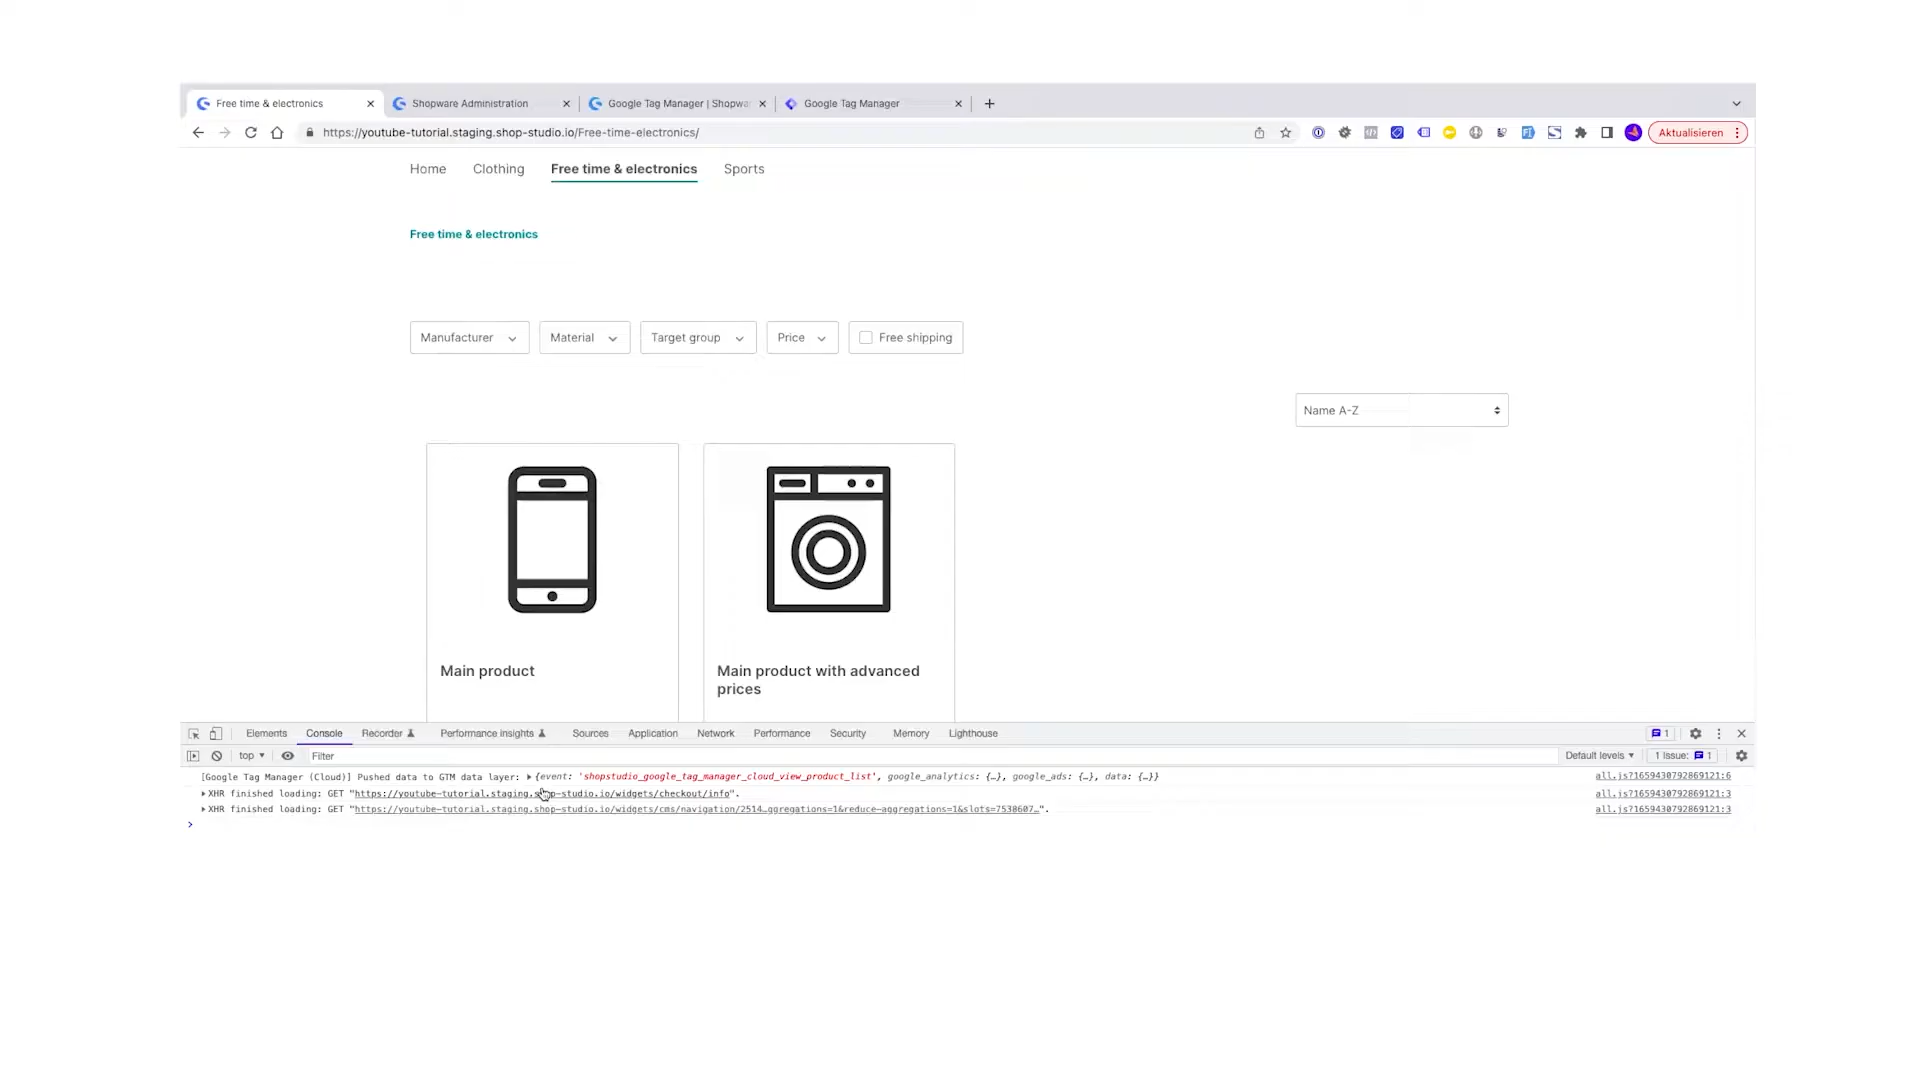 Free time & electronics
Shopware Administration
Google Tag Manager | Shopwa
Google Tag Manager
https://youtube-tutorial.staging.shop-studio.io/Free-time-electronics/
Aktualisieren
Home Clothing Free time & electronics Sports
Free time & electronics
Manufacturer Material Target group Price Free shipping
Name A-Z
Main product
Main product with advanced
prices
Elements Console Recorder Performance insights Sources Application Network Performance Security Memory Lighthouse 1
top Filter Default levels 1 Issue: 1
[Google Tag Manager (Cloud)] Pushed data to GTM data layer: {event: 'shopstudio_google_tag_manager_cloud_view_product_list', google_analytics: {…}, google_ads: {…}, data: {…}} all.js?1659430792869121:6
XHR finished loading: GET "https://youtube-tutorial.staging.shop-studio.io/widgets/checkout/info". all.js?1659430792869121:3
XHR finished loading: GET "https://youtube-tutorial.staging.shop-studio.io/widgets/cms/navigation/2514…ggregations=1&reduce-aggregations=1&slots=7538607…". all.js?1659430792869121:3